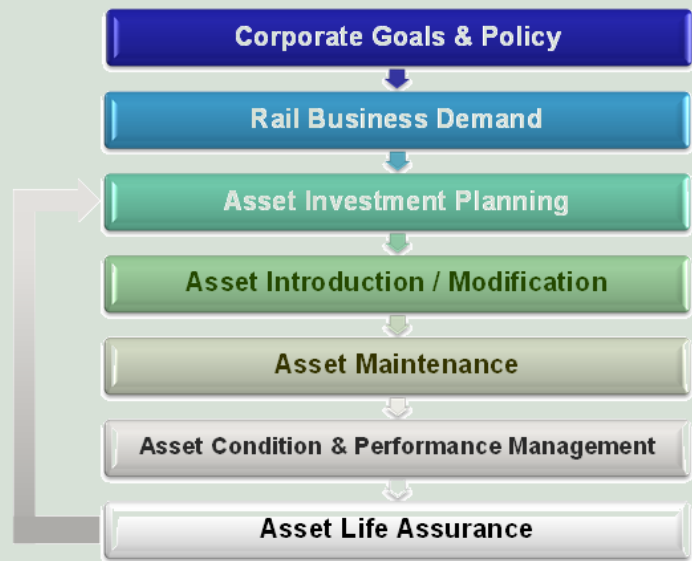 Corporate Goals & Policy
Rail Business Demand
Asset Investment Planning
Asset Introduction / Modification
Asset Maintenance
Asset Condition & Performance Management
Asset Life Assurance